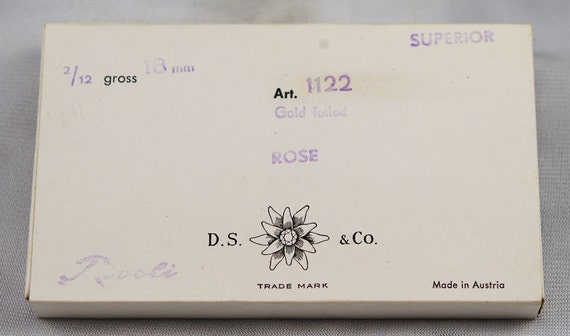 SUPERIOR
2/12 gross 18 mm
Art. 1122
Gold foiled
ROSE
D.S. & Co.
Rivoli
TRADE MARK
Made in Austria